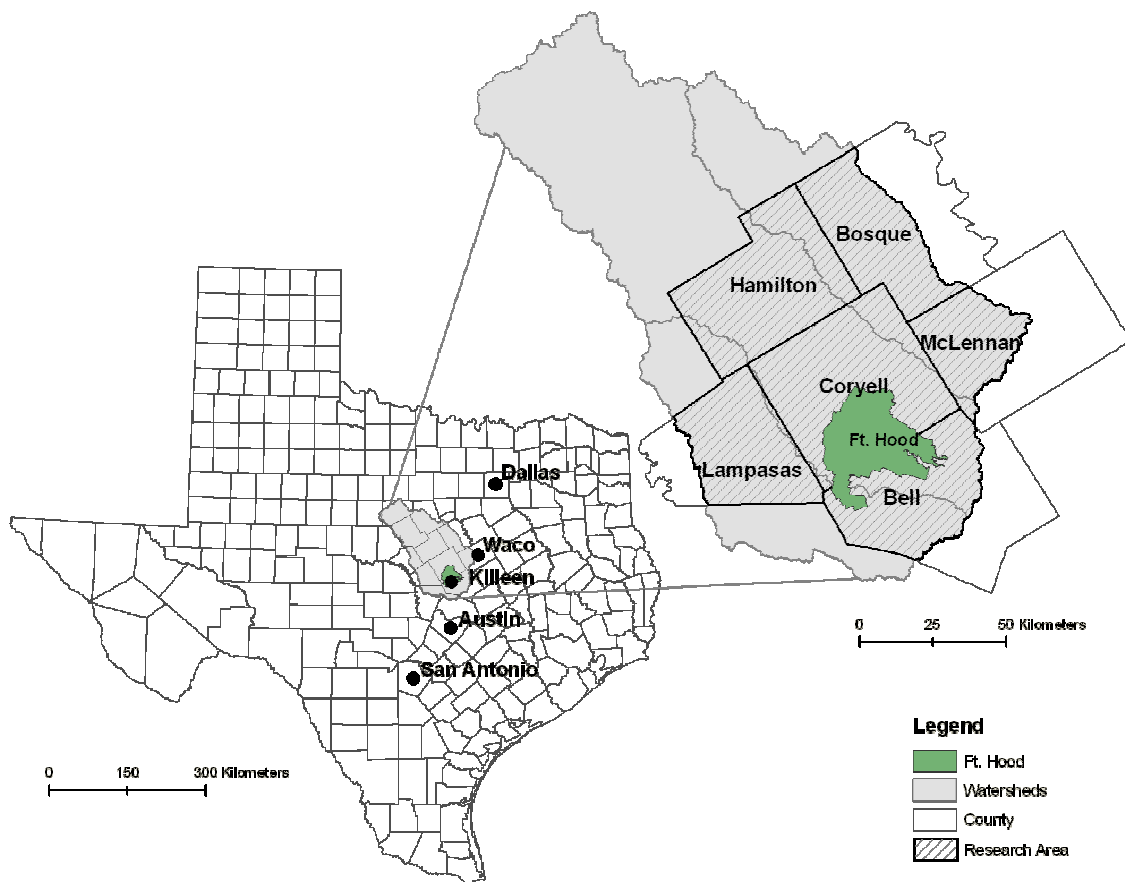 Bosque
Hamilton
McLennan
Coryell
Ft. Hood
Lampasas
Bell
Dallas
Waco
Killeen
Austin
San Antonio
0 25 50 Kilometers
0 150 300 Kilometers
Legend
Ft. Hood
Watersheds
County
Research Area